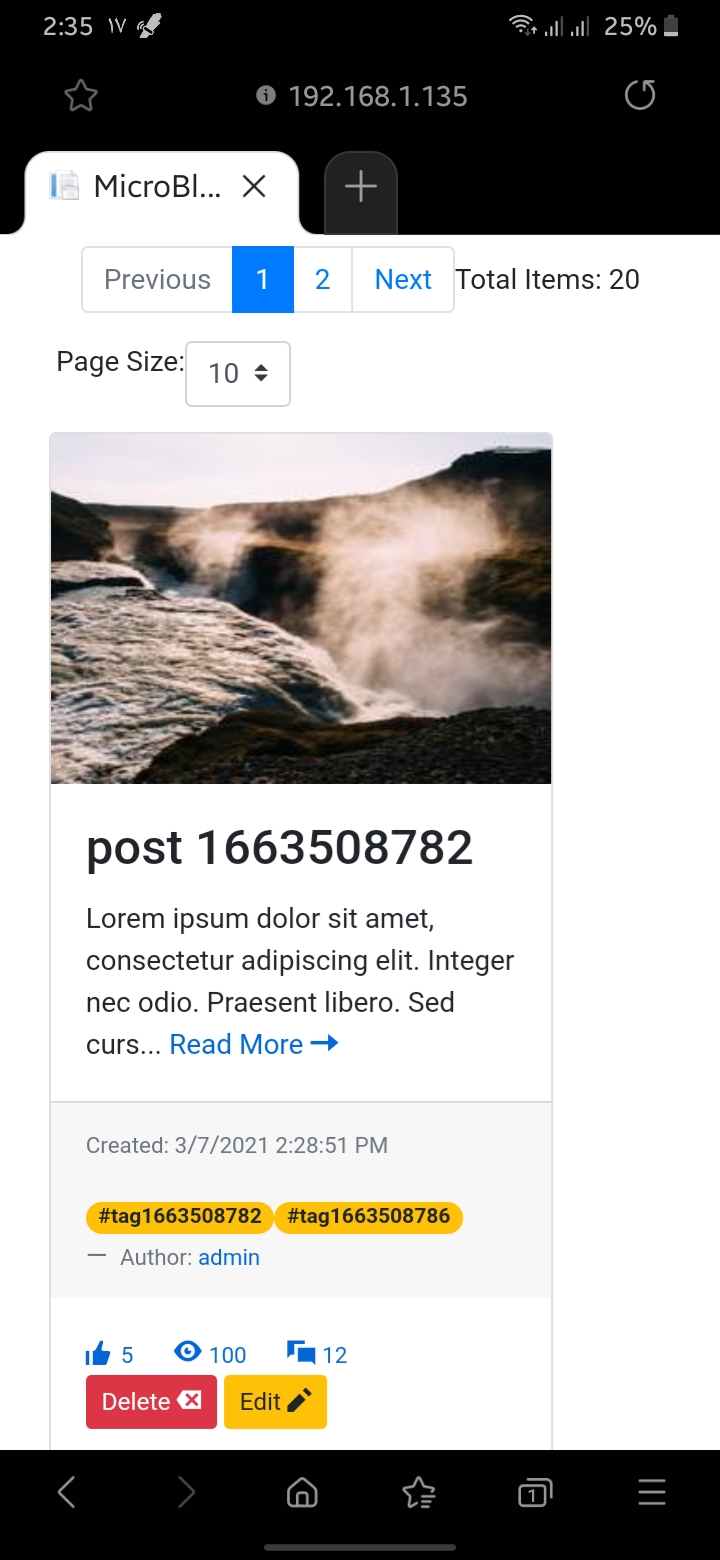 2:35 ١٧ 25%
192.168.1.135
MicroBl...
Previous 1 2 Next Total Items: 20
Page Size: 10
post 1663508782
Lorem ipsum dolor sit amet,
consectetur adipiscing elit. Integer
nec odio. Praesent libero. Sed
curs... Read More →
Created: 3/7/2021 2:28:51 PM
#tag1663508782 #tag1663508786
— Author: admin
5 100 12
Delete Edit
1